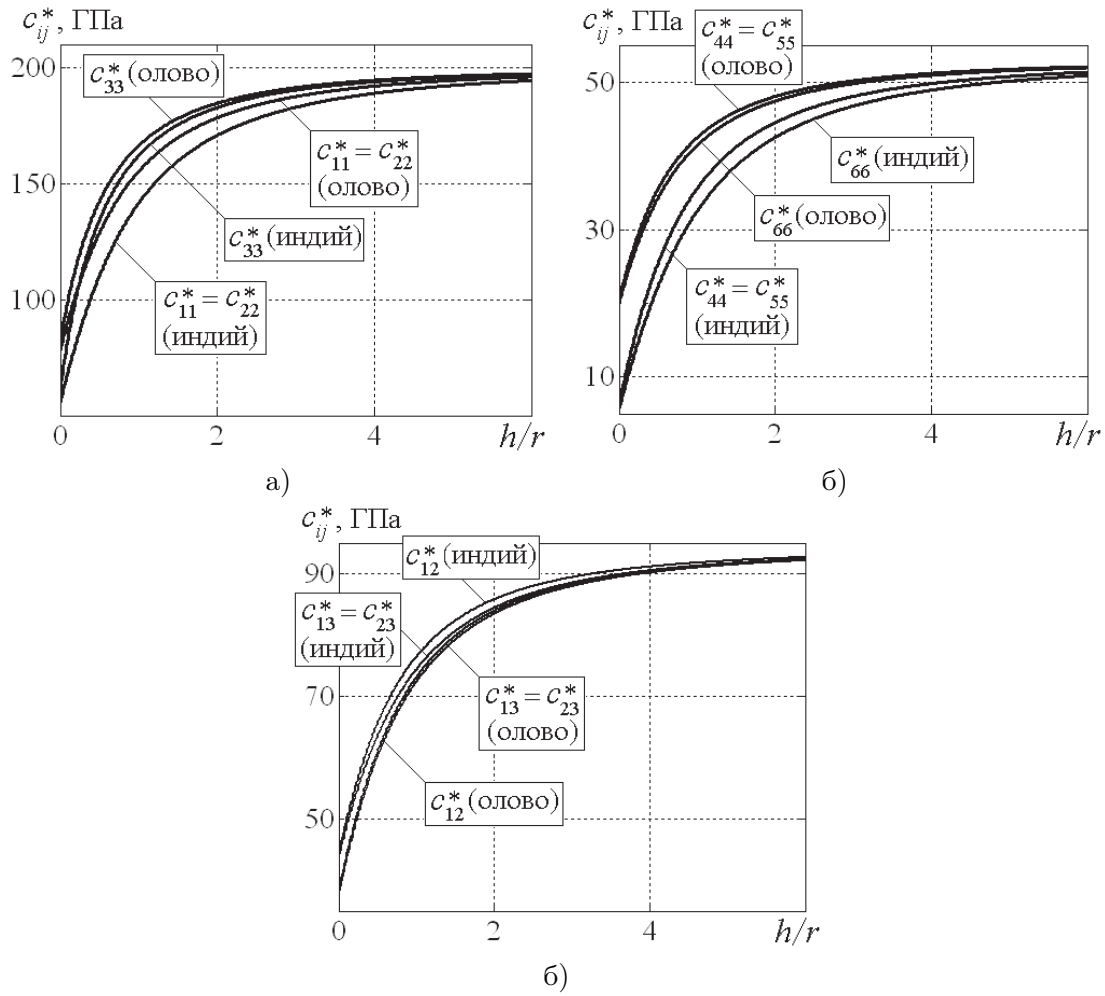 c*ij, ГПа
200
150
100
0
2
4
h/r
c*33 (олово)
c*11 = c*22
(олово)
c*33 (индий)
c*11 = c*22
(индий)
а)
c*ij, ГПа
50
30
10
0
2
4
h/r
c*44 = c*55
(олово)
c*66 (индий)
c*66 (олово)
c*44 = c*55
(индий)
б)
c*ij, ГПа
90
70
50
0
2
4
h/r
c*12 (индий)
c*13 = c*23
(индий)
c*13 = c*23
(олово)
c*12 (олово)
б)